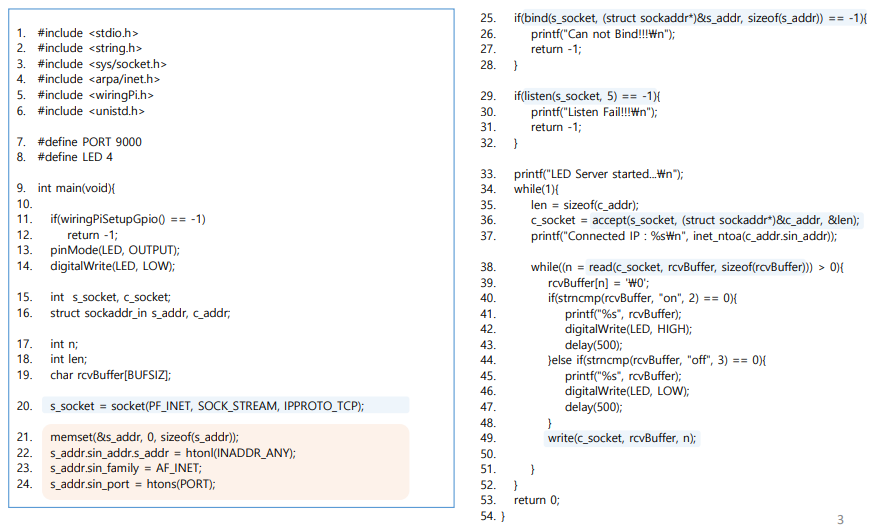 1. #include <stdio.h>
2. #include <string.h>
3. #include <sys/socket.h>
4. #include <arpa/inet.h>
5. #include <wiringPi.h>
6. #include <unistd.h>
7. #define PORT 9000
8. #define LED 4
9. int main(void){
10.
11. if(wiringPiSetupGpio() == -1)
12. return -1;
13. pinMode(LED, OUTPUT);
14. digitalWrite(LED, LOW);
15. int s_socket, c_socket;
16. struct sockaddr_in s_addr, c_addr;
17. int n;
18. int len;
19. char rcvBuffer[BUFSIZ];
20. s_socket = socket(PF_INET, SOCK_STREAM, IPPROTO_TCP);
21. memset(&s_addr, 0, sizeof(s_addr));
22. s_addr.sin_addr.s_addr = htonl(INADDR_ANY);
23. s_addr.sin_family = AF_INET;
24. s_addr.sin_port = htons(PORT);
25. if(bind(s_socket, (struct sockaddr*)&s_addr, sizeof(s_addr)) == -1){
26. printf("Can not Bind!!!₩n");
27. return -1;
28. }
29. if(listen(s_socket, 5) == -1){
30. printf("Listen Fail!!!₩n");
31. return -1;
32. }
33. printf("LED Server started...₩n");
34. while(1){
35. len = sizeof(c_addr);
36. c_socket = accept(s_socket, (struct sockaddr*)&c_addr, &len);
37. printf("Connected IP : %s₩n", inet_ntoa(c_addr.sin_addr));
38. while((n = read(c_socket, rcvBuffer, sizeof(rcvBuffer))) > 0){
39. rcvBuffer[n] = '₩0';
40. if(strncmp(rcvBuffer, "on", 2) == 0){
41. printf("%s", rcvBuffer);
42. digitalWrite(LED, HIGH);
43. delay(500);
44. }else if(strncmp(rcvBuffer, "off", 3) == 0){
45. printf("%s", rcvBuffer);
46. digitalWrite(LED, LOW);
47. delay(500);
48. }
49. write(c_socket, rcvBuffer, n);
50.
51. }
52. }
53. return 0;
54. }
3